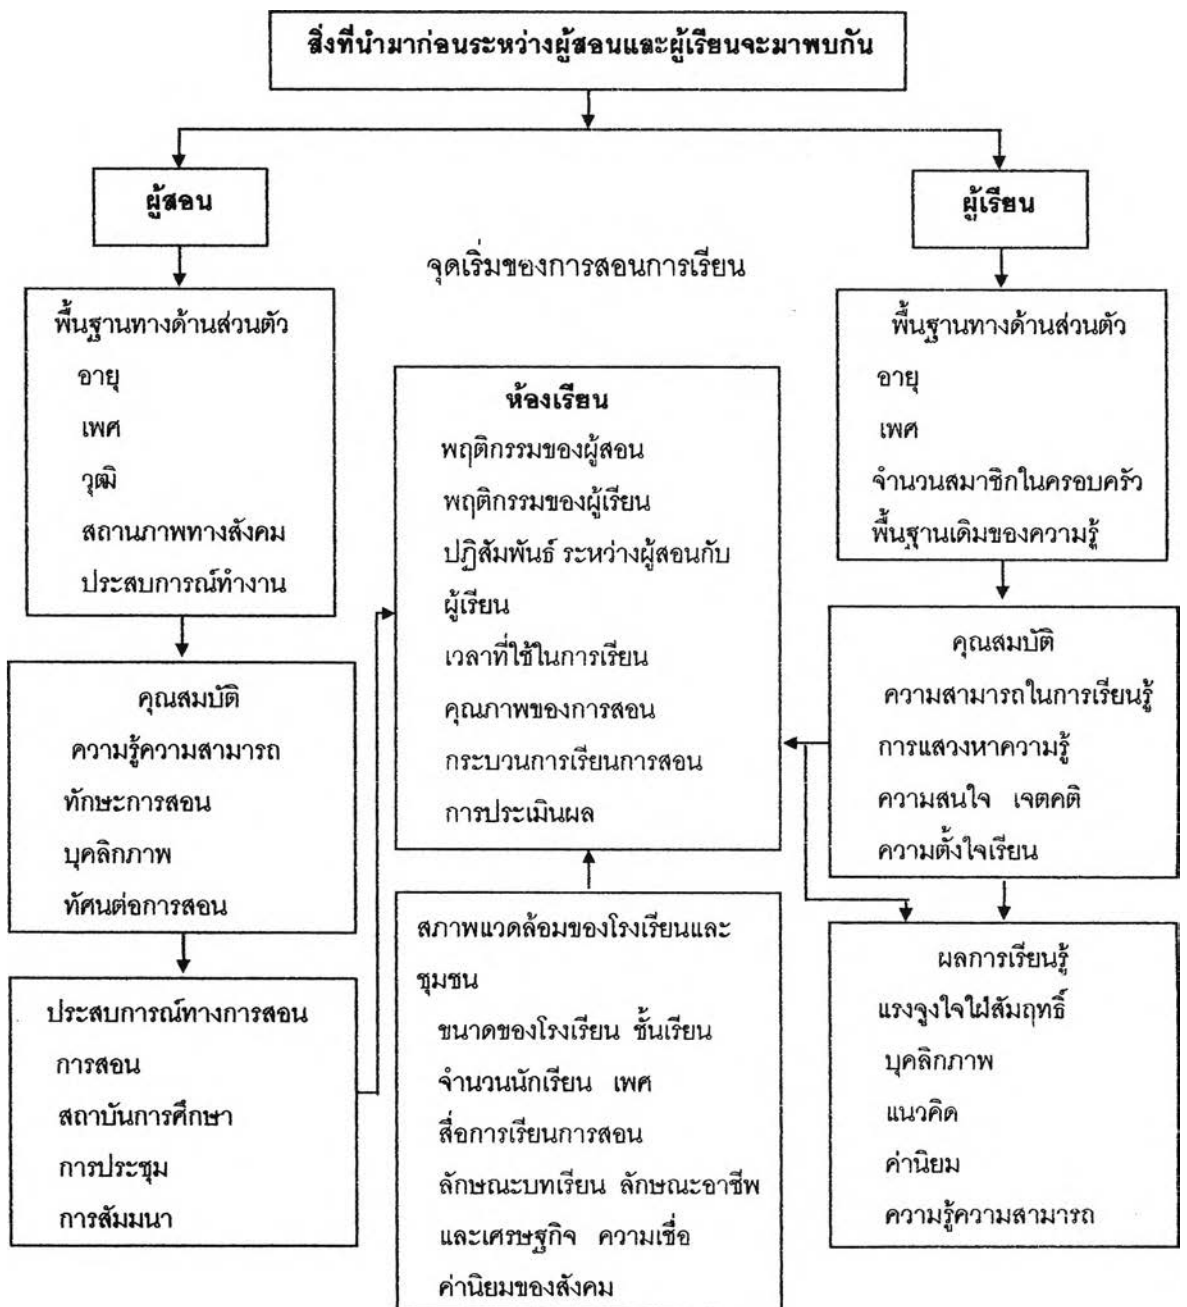 สิ่งที่นำมาก่อนระหว่างผู้สอนและผู้เรียนจะมาพบกัน
ผู้สอน
ผู้เรียน
จุดเริ่มของการสอนการเรียน
พื้นฐานทางด้านส่วนตัว
อายุ
เพศ
วุฒิ
สถานภาพทางสังคม
ประสบการณ์ทำงาน
คุณสมบัติ
ความรู้ความสามารถ
ทักษะการสอน
บุคลิกภาพ
ทัศนต่อการสอน
ประสบการณ์ทางการสอน
การสอน
สถาบันการศึกษา
การประชุม
การสัมมนา
ห้องเรียน
พฤติกรรมของผู้สอน
พฤติกรรมของผู้เรียน
ปฏิสัมพันธ์ ระหว่างผู้สอนกับ
ผู้เรียน
เวลาที่ใช้ในการเรียน
คุณภาพของการสอน
กระบวนการเรียนการสอน
การประเมินผล
สภาพแวดล้อมของโรงเรียนและ
ชุมชน
ขนาดของโรงเรียน ชั้นเรียน
จำนวนนักเรียน เพศ
สื่อการเรียนการสอน
ลักษณะบทเรียน ลักษณะอาชีพ
และเศรษฐกิจ ความเชื่อ
ค่านิยมของสังคม
พื้นฐานทางด้านส่วนตัว
อายุ
เพศ
จำนวนสมาชิกในครอบครัว
พื้นฐานเดิมของความรู้
คุณสมบัติ
ความสามารถในการเรียนรู้
การแสวงหาความรู้
ความสนใจ เจตคติ
ความตั้งใจเรียน
ผลการเรียนรู้
แรงจูงใจใฝ่สัมฤทธิ์
บุคลิกภาพ
แนวคิด
ค่านิยม
ความรู้ความสามารถ